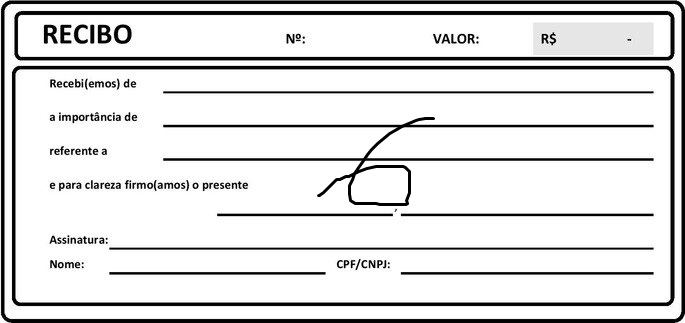 RECIBO Nº: VALOR: R$ -
Recebi(emos) de
a importância de
referente a
e para clareza firmo(amos) o presente
,
Assinatura:
Nome: CPF/CNPJ: